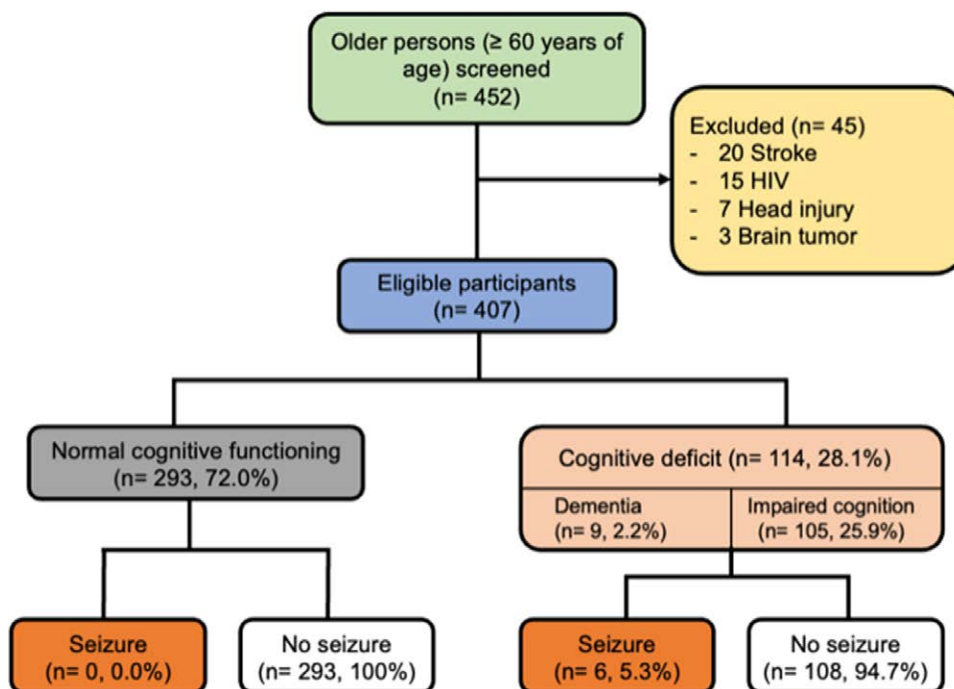 Older persons (≥ 60 years of
age) screened
(n= 452)
Excluded (n= 45)
- 20 Stroke
- 15 HIV
- 7 Head injury
- 3 Brain tumor
Eligible participants
(n= 407)
Normal cognitive functioning
(n= 293, 72.0%)
Cognitive deficit (n= 114, 28.1%)
Dementia
(n= 9, 2.2%)
Impaired cognition
(n= 105, 25.9%)
Seizure
(n= 0, 0.0%)
No seizure
(n= 293, 100%)
Seizure
(n= 6, 5.3%)
No seizure
(n= 108, 94.7%)